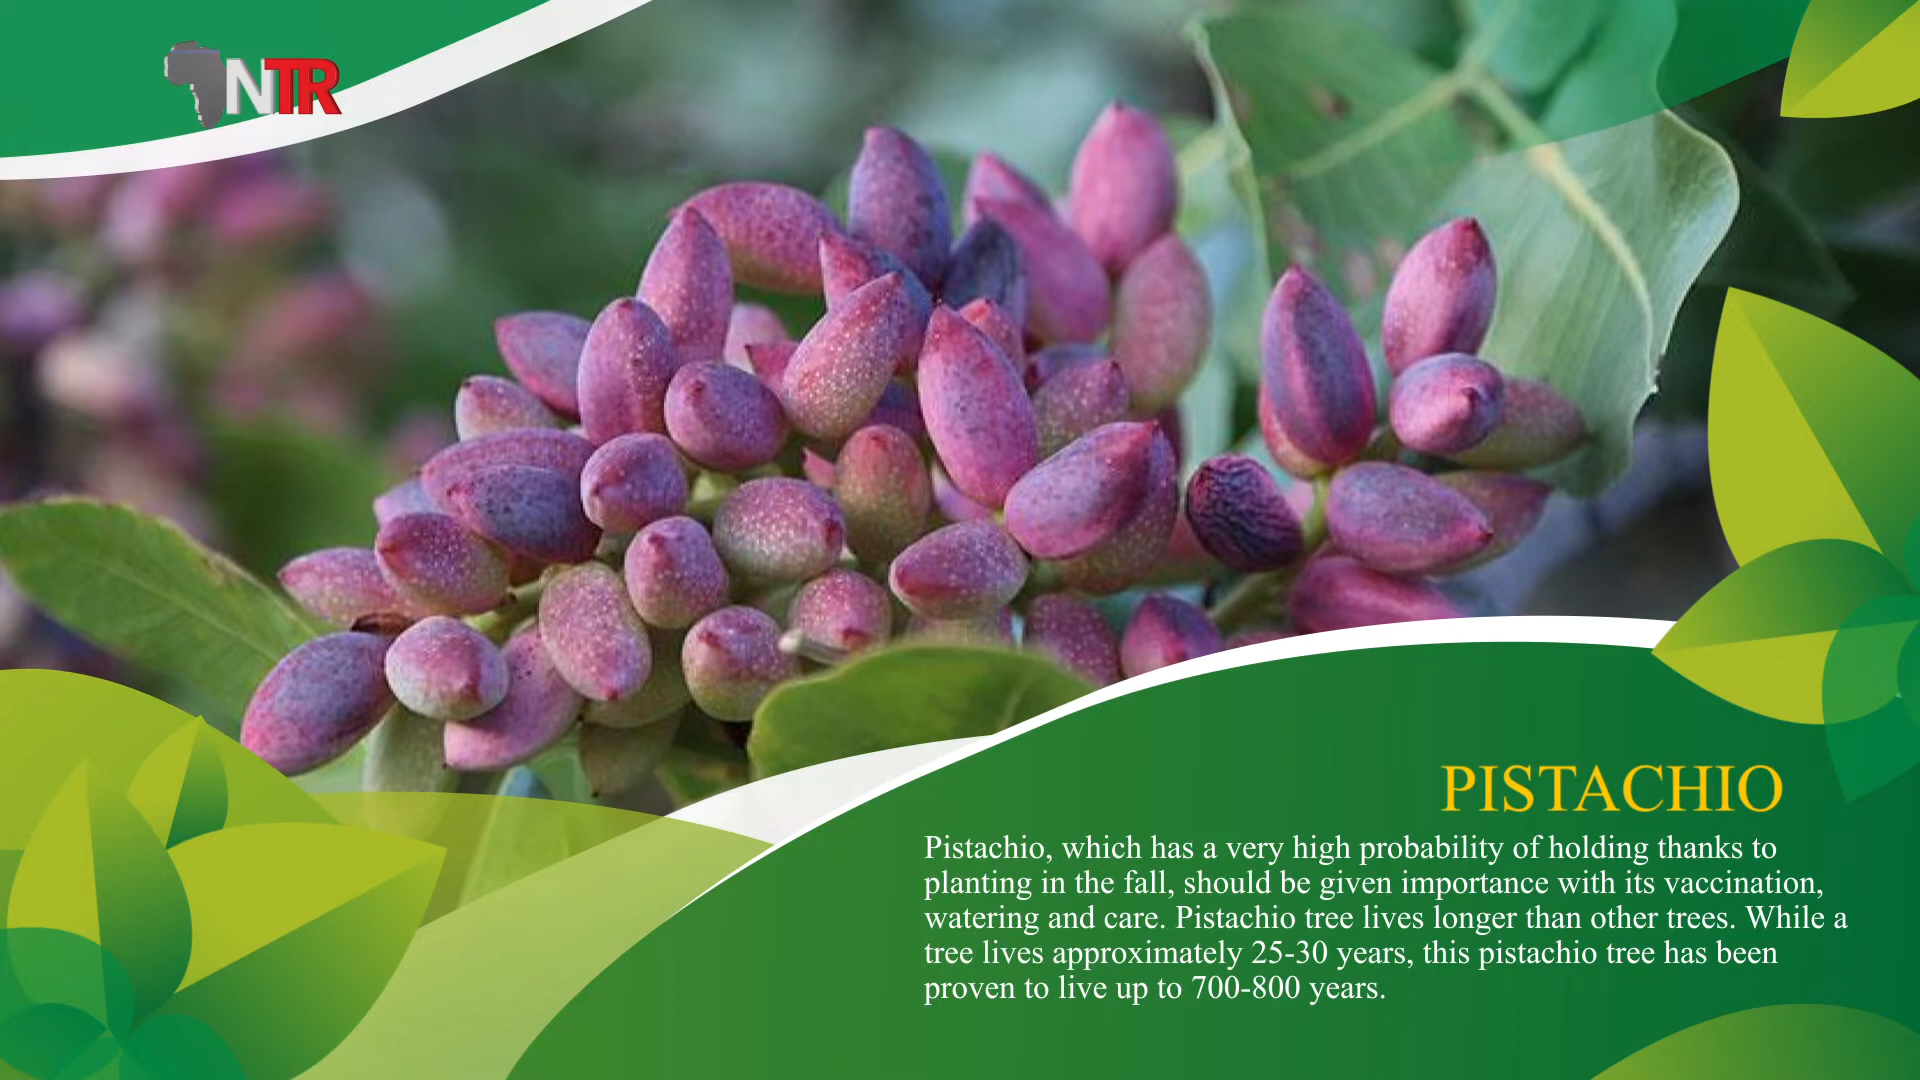 NTR
PISTACHIO
Pistachio, which has a very high probability of holding thanks to
planting in the fall, should be given importance with its vaccination,
watering and care. Pistachio tree lives longer than other trees. While a
tree lives approximately 25-30 years, this pistachio tree has been
proven to live up to 700-800 years.